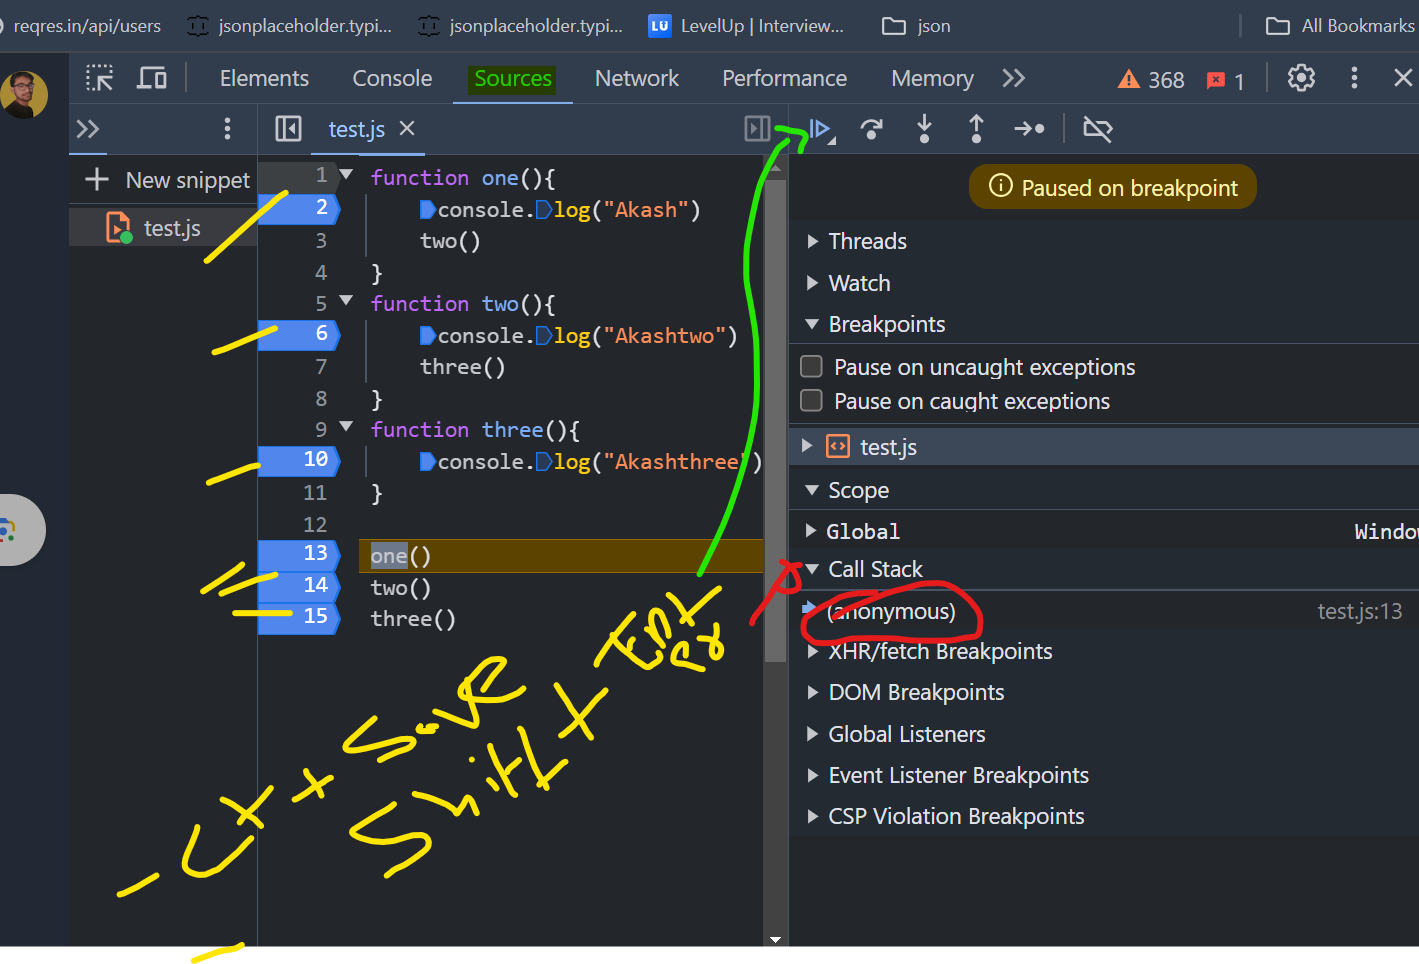 reqres.in/api/users jsonplaceholder.typi... jsonplaceholder.typi... LU LevelUp | Interview... json All Bookmarks
Elements Console Sources Network Performance Memory 368 1
test.js
New snippet
test.js
1 function one(){
2 console.log("Akash")
3 two()
4 }
5 function two(){
6 console.log("Akashtwo")
7 three()
8 }
9 function three(){
10 console.log("Akashthree")
11 }
12
13 one()
14 two()
15 three()
Paused on breakpoint
Threads
Watch
Breakpoints
Pause on uncaught exceptions
Pause on caught exceptions
test.js
Scope
Global Window
Call Stack
(anonymous) test.js:13
XHR/fetch Breakpoints
DOM Breakpoints
Global Listeners
Event Listener Breakpoints
CSP Violation Breakpoints
Save
Shift +